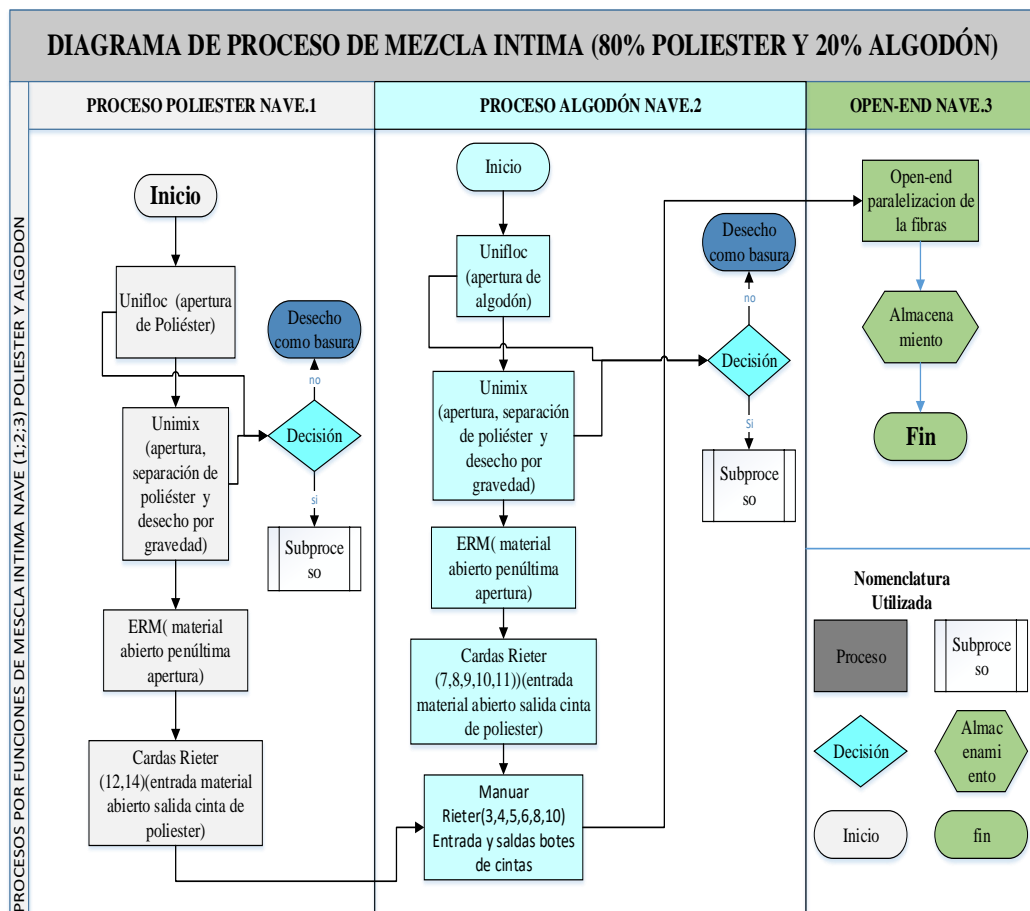 DIAGRAMA DE PROCESO DE MEZCLA INTIMA (80% POLIESTER Y 20% ALGODÓN)
PROCESOS POR FUNCIONES DE MESCLA INTIMA NAVE (1;2;3) POLIESTER Y ALGODON
PROCESO POLIESTER NAVE.1
Inicio
Unifloc (apertura
de Poliéster)
Desecho
como basura
no
Unimix
(apertura,
separación de
poliéster y
desecho por
gravedad)
Decisión
si
Subproce
so
ERM( material
abierto penúltima
apertura)
Cardas Rieter
(12,14)(entrada material
abierto salida cinta de
poliester)
PROCESO ALGODÓN NAVE.2
Inicio
Unifloc
(apertura de
algodón)
Desecho
como basura
no
Decisión
Si
Unimix
(apertura, separación
de poliéster y
desecho por
gravedad)
Subproce
so
ERM( material
abierto penúltima
apertura)
Cardas Rieter
(7,8,9,10,11))(entrada
material abierto salida cinta
de poliester)
Manuar
Rieter(3,4,5,6,8,10)
Entrada y saldas botes
de cintas
OPEN-END NAVE.3
Open-end
paralelizacion de
la fibras
Almacena
miento
Fin
Nomenclatura
Utilizada
Proceso
Subproce
so
Decisión
Almac
enami
ento
Inicio
fin